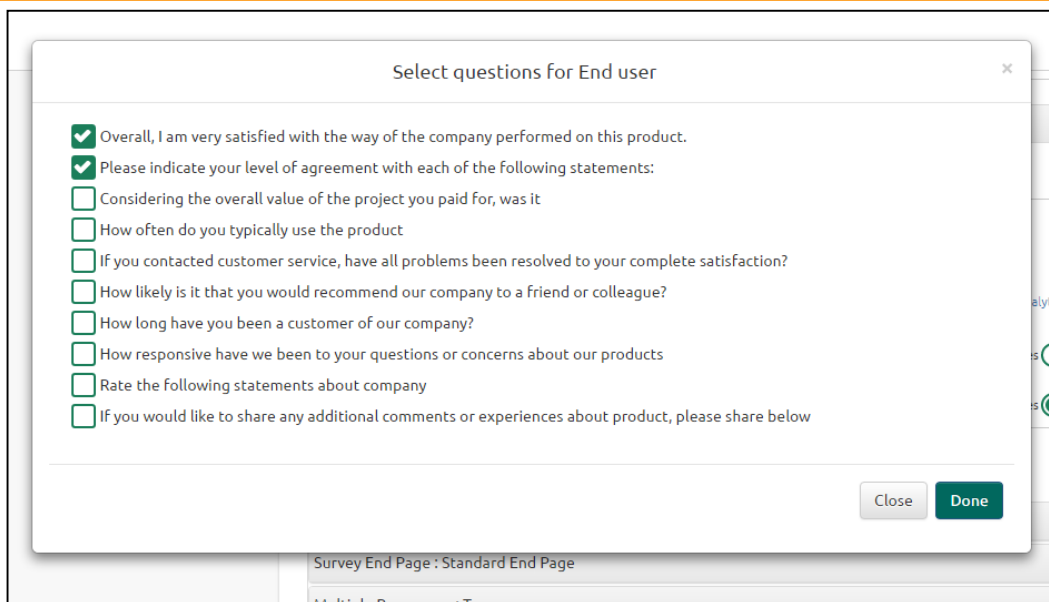 Select questions for End user
×
Overall, I am very satisfied with the way of the company performed on this product.
Please indicate your level of agreement with each of the following statements:
Considering the overall value of the project you paid for, was it
How often do you typically use the product
If you contacted customer service, have all problems been resolved to your complete satisfaction?
How likely is it that you would recommend our company to a friend or colleague?
How long have you been a customer of our company?
How responsive have we been to your questions or concerns about our products
Rate the following statements about company
If you would like to share any additional comments or experiences about product, please share below
Close Done
Survey End Page : Standard End Page